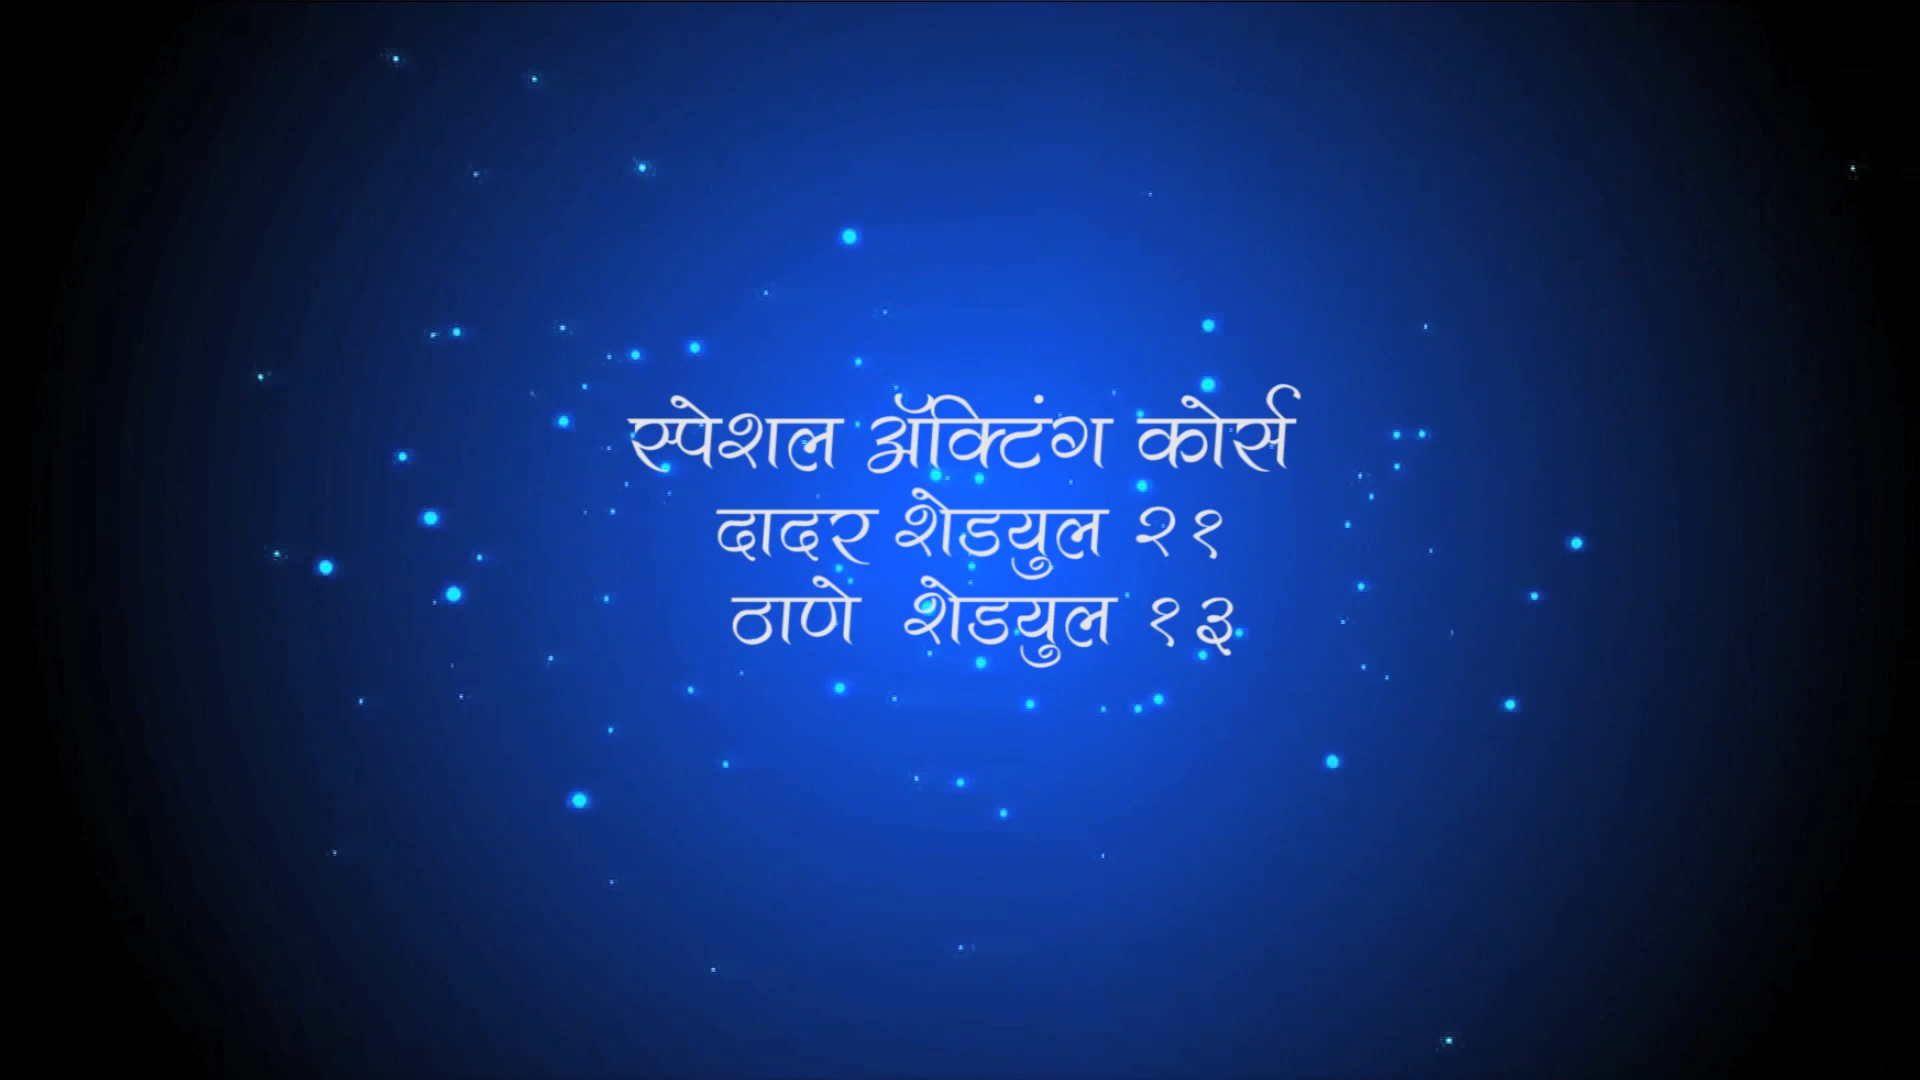 स्पेशल ॲक्टिंग कोर्स
दादर शेडयुल २१
ठाणे शेडयुल १३